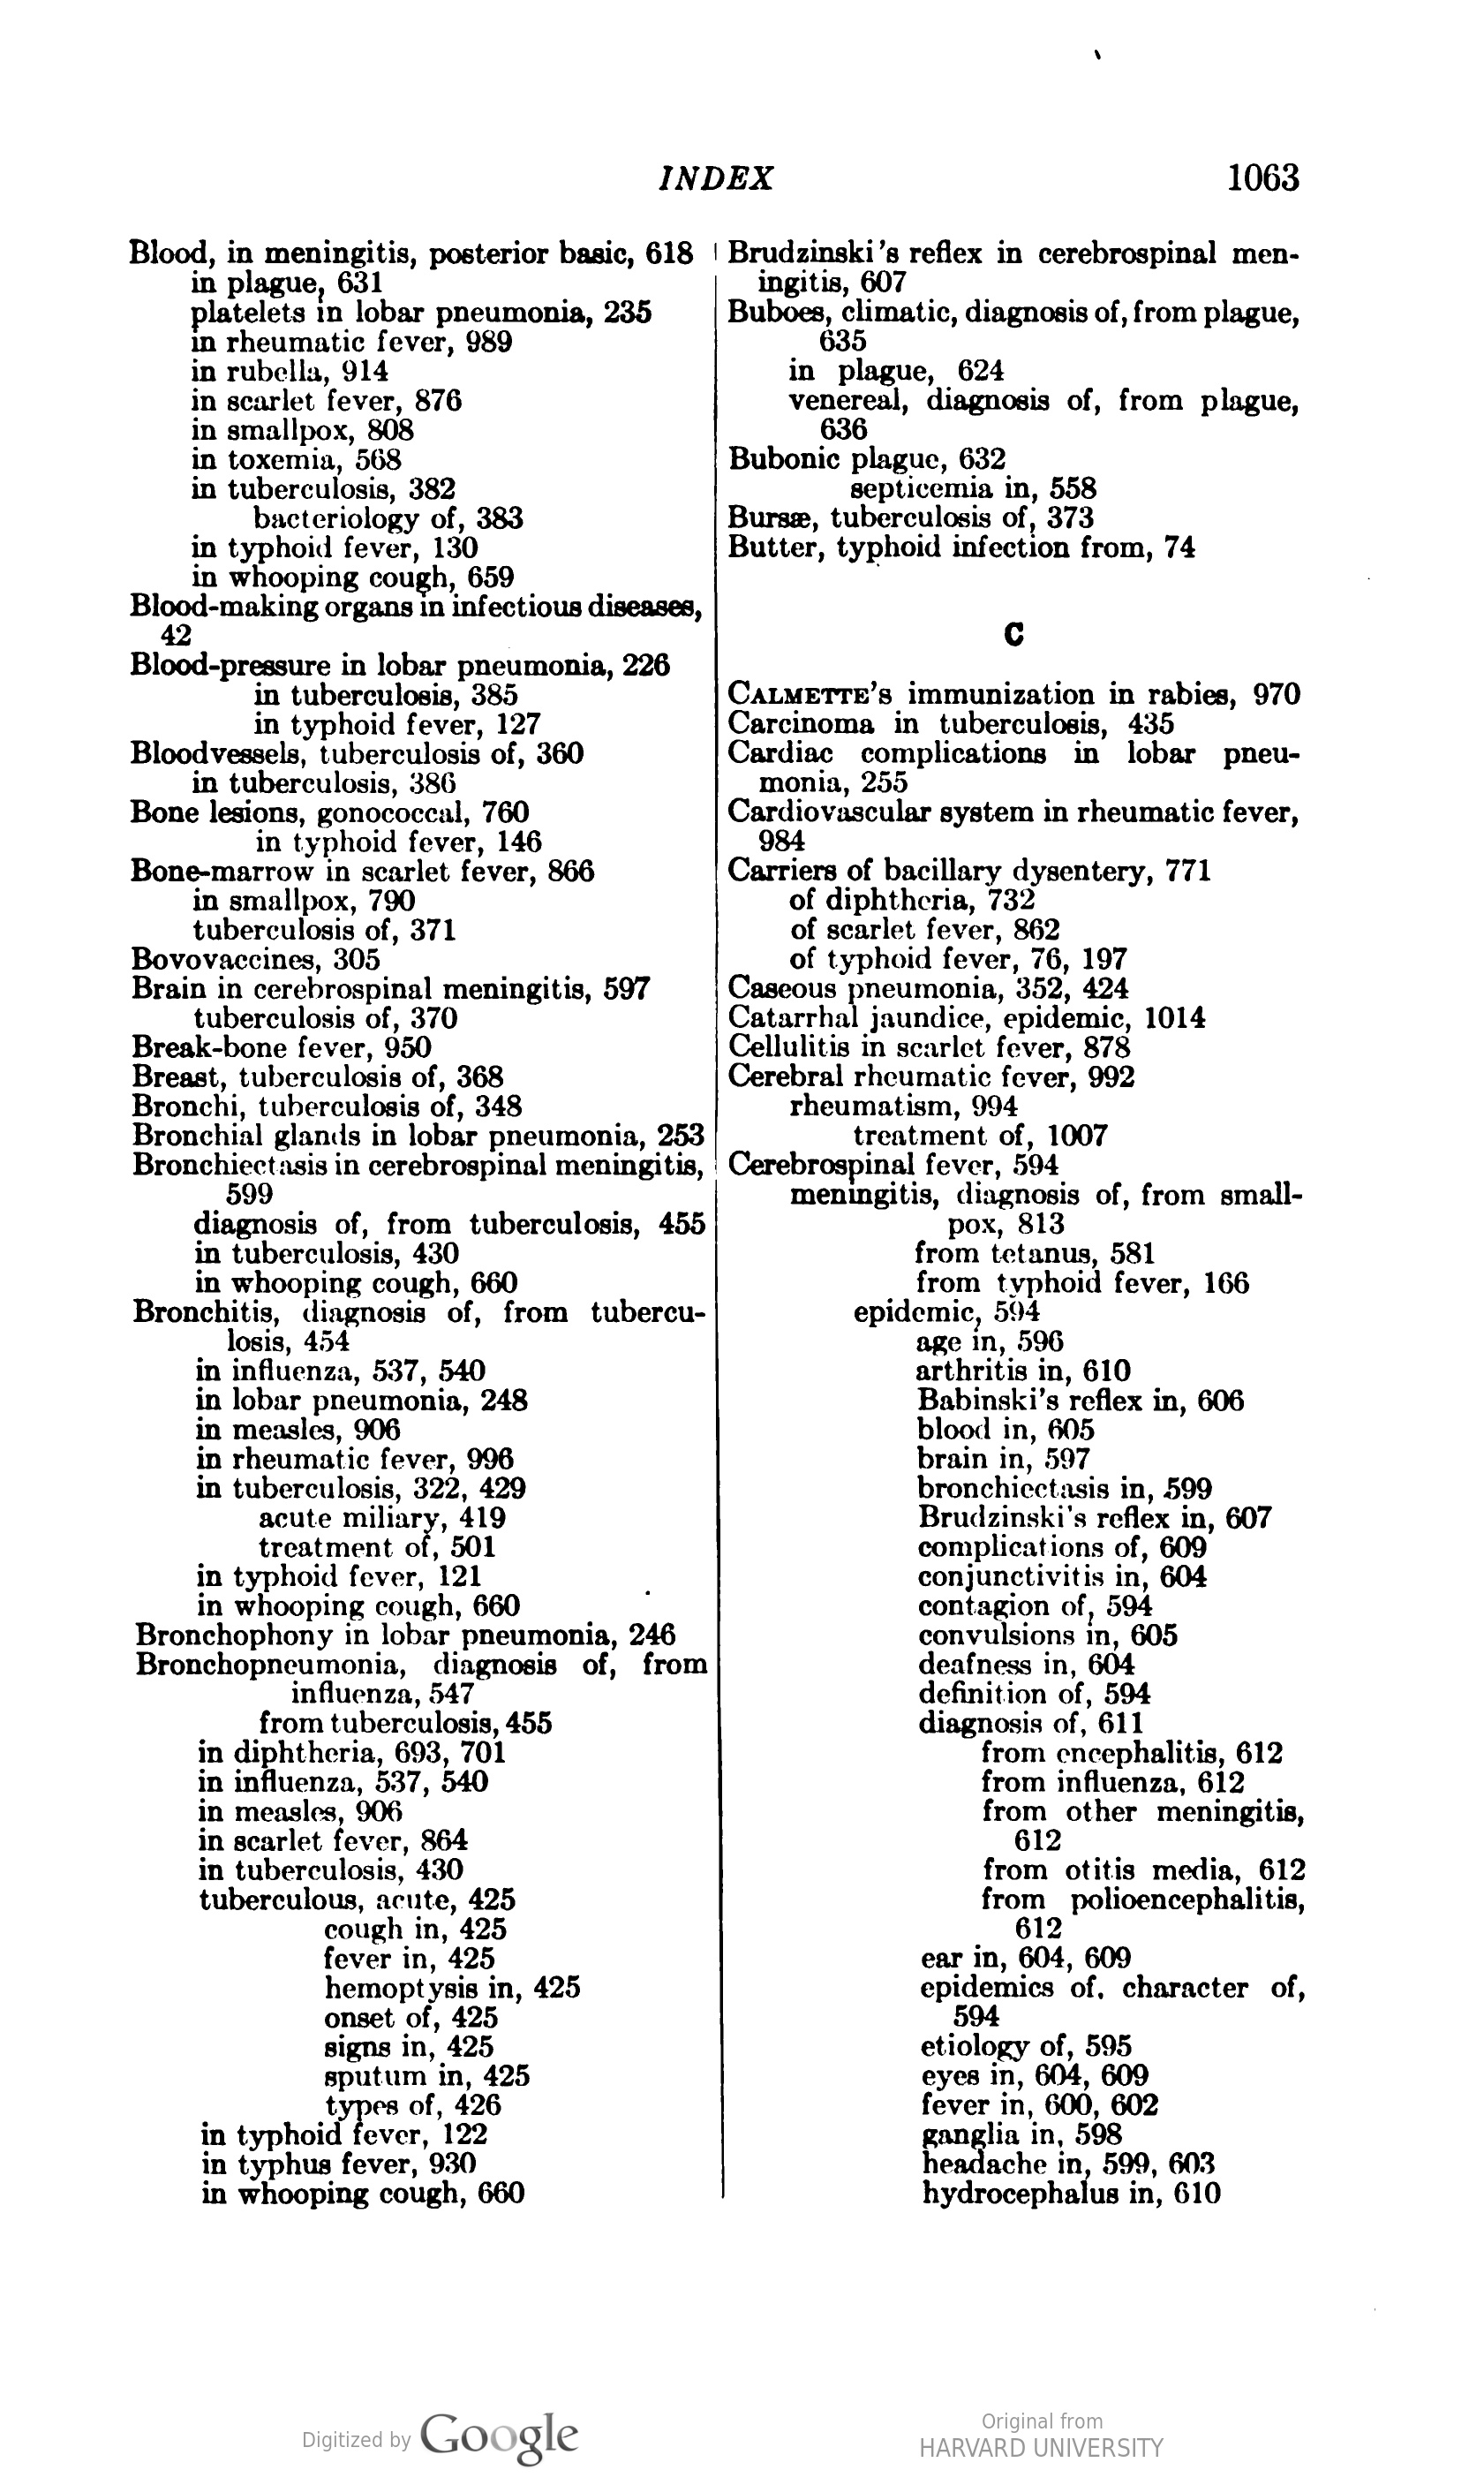 INDEX
1063
Blood, in meningitis, posterior basic, 618
in plague, 631
platelets in lobar pneumonia, 235
in rheumatic fever, 989
in rubella, 914
in scarlet fever, 876
in smallpox, 808
in toxemia, 568
in tuberculosis, 382
bacteriology of, 383
in typhoid fever, 130
in whooping cough, 659
Blood-making organs in infectious diseases,
42
Blood-pressure in lobar pneumonia, 226
in tuberculosis, 385
in typhoid fever, 127
Bloodvessels, tuberculosis of, 360
in tuberculosis, 386
Bone lesions, gonococcal, 760
in typhoid fever, 146
Bone-marrow in scarlet fever, 866
in smallpox, 790
tuberculosis of, 371
Bovovaccines, 305
Brain in cerebrospinal meningitis, 597
tuberculosis of, 370
Break-bone fever, 950
Breast, tuberculosis of, 368
Bronchi, tuberculosis of, 348
Bronchial glands in lobar pneumonia, 253
Bronchiectasis in cerebrospinal meningitis,
599
diagnosis of, from tuberculosis, 455
in tuberculosis, 430
in whooping cough, 660
Bronchitis, diagnosis of, from tubercu-
losis, 454
in influenza, 537, 540
in lobar pneumonia, 248
in measles, 906
in rheumatic fever, 996
in tuberculosis, 322, 429
acute miliary, 419
treatment of, 501
in typhoid fever, 121
in whooping cough, 660
Bronchophony in lobar pneumonia, 246
Bronchopneumonia, diagnosis of, from
influenza, 547
from tuberculosis, 455
in diphtheria, 693, 701
in influenza, 537, 540
in measles, 906
in scarlet fever, 864
in tuberculosis, 430
tuberculous, acute, 425
cough in, 425
fever in, 425
hemoptysis in, 425
onset of, 425
signs in, 425
sputum in, 425
types of, 426
in typhoid fever, 122
in typhus fever, 930
in whooping cough, 660
Brudzinski's reflex in cerebrospinal men-
ingitis, 607
Buboes, climatic, diagnosis of, from plague,
635
in plague, 624
venereal, diagnosis of, from plague,
636
Bubonic plague, 632
septicemia in, 558
Bursæ, tuberculosis of, 373
Butter, typhoid infection from, 74
C
CALMETTE's immunization in rabies, 970
Carcinoma in tuberculosis, 435
Cardiac complications in lobar pneu-
monia, 255
Cardiovascular system in rheumatic fever,
984
Carriers of bacillary dysentery, 771
of diphtheria, 732
of scarlet fever, 862
of typhoid fever, 76, 197
Caseous pneumonia, 352, 424
Catarrhal jaundice, epidemic, 1014
Cellulitis in scarlet fever, 878
Cerebral rheumatic fever, 992
rheumatism, 994
treatment of, 1007
Cerebrospinal fever, 594
meningitis, diagnosis of, from small-
pox, 813
from tetanus, 581
from typhoid fever, 166
epidemic, 594
age in, 596
arthritis in, 610
Babinski's reflex in, 606
blood in, 605
brain in, 597
bronchiectasis in, 599
Brudzinski's reflex in, 607
complications of, 609
conjunctivitis in, 604
contagion of, 594
convulsions in, 605
deafness in, 604
definition of, 594
diagnosis of, 611
from encephalitis, 612
from influenza, 612
from other meningitis,
612
from otitis media, 612
from polioencephalitis,
612
ear in, 604, 609
epidemics of. character of,
594
etiology of, 595
eyes in, 604, 609
fever in, 600, 602
ganglia in, 598
headache in, 599, 603
hydrocephalus in, 610
Digitized by Google
Original from
HARVARD UNIVERSITY